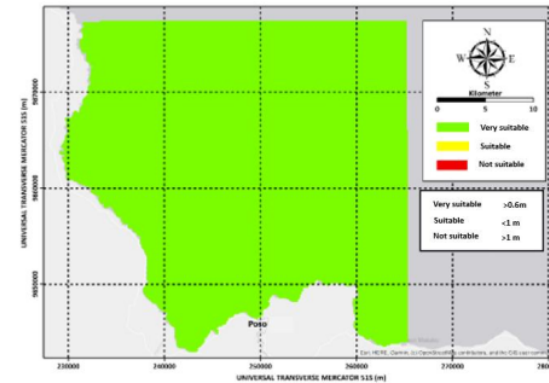 N
W
E
S
Kilometer
0 5 10
Very suitable
Suitable
Not suitable
Very suitable >0.6m
Suitable <1 m
Not suitable >1 m
9870000
9860000
9850000
UNIVERSAL TRANSVERSE MERCATOR 51S (m)
Poso
230000 240000 250000 260000 270000 280
UNIVERSAL TRANSVERSE MERCATOR 51S (m)